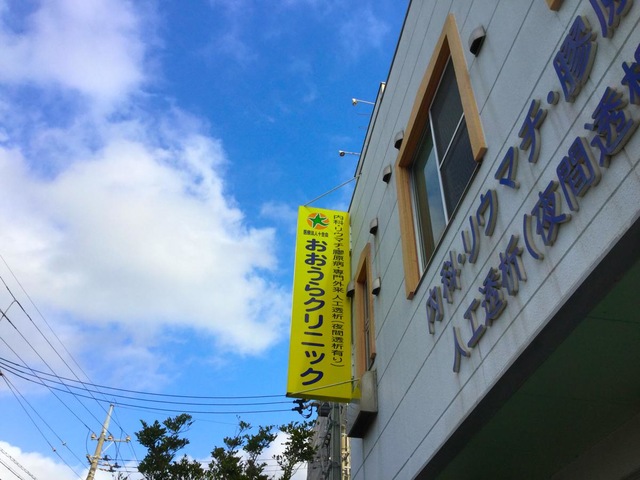 医療法人十全会
内科・リウマチ・膠原病・専門外来 人工透析(夜間透析有り)
おおうらクリニック
内科・リウマチ・膠原
人工透析(夜間透析